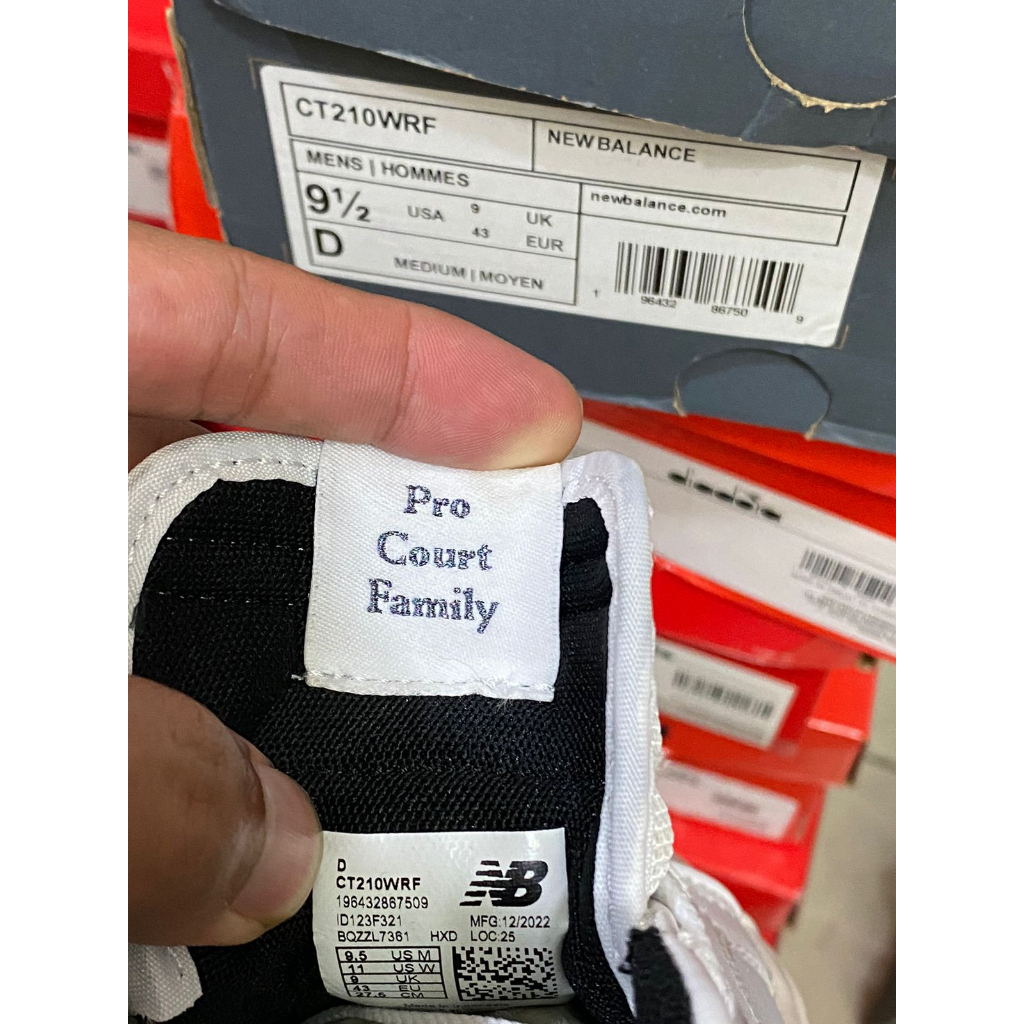 CT210WRF
NEW BALANCE
MENS | HOMMES
newbalance.com
9½ USA 9 UK
43 EUR
D
MEDIUM | MOYEN
1 96432 86750 9
diadora
Pro
Court
Family
D
CT210WRF
NB
196432867509
ID123F321 MFG:12/2022
BQZZL7361 HXD LOC:25
9.5 US M
11 US W
9 UK
43 EU
27.5 CM